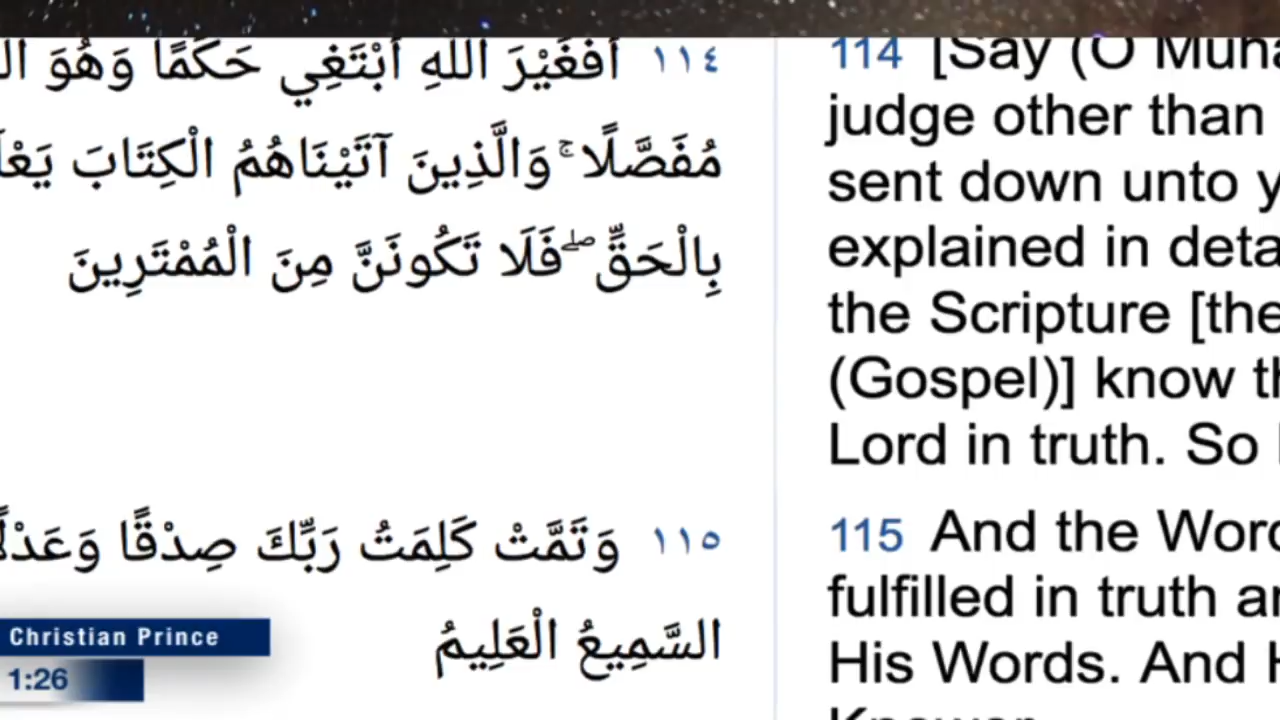 ١١٤ أَفَغَيْرَ اللَّهِ أَبْتَغِي حَكَمًا وَهُوَ
مُفَصَّلًا ۚ وَالَّذِينَ آتَيْنَاهُمُ الْكِتَابَ
بِالْحَقِّ ۖ فَلَا تَكُونَنَّ مِنَ الْمُمْتَرِينَ
١١٥ وَتَمَّتْ كَلِمَتُ رَبِّكَ صِدْقًا
السَّمِيعُ الْعَلِيمُ
114 [Say (O
judge other than
sent down unto
explained in
the Scripture
(Gospel)] know
Lord in truth. So
115 And the
fulfilled in truth
His Words. And
Christian Prince
1:26